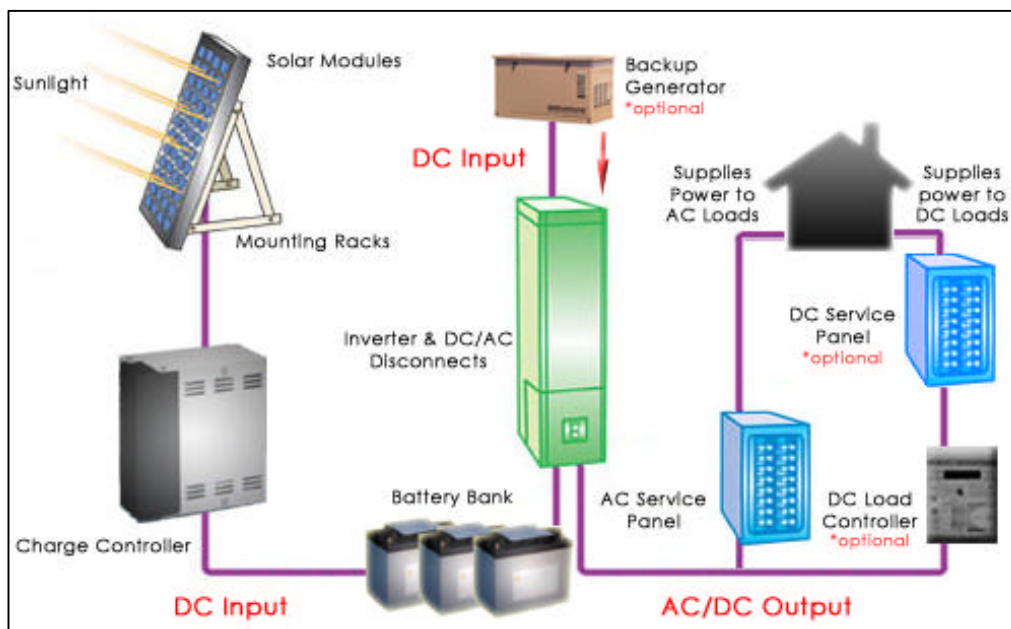 Sunlight
Solar Modules
Mounting Racks
Charge Controller
DC Input
Battery Bank
Backup
Generator
*optional
DC Input
Inverter & DC/AC
Disconnects
Supplies
Power to
AC Loads
Supplies
power to
DC Loads
DC Service
Panel
*optional
AC Service
Panel
DC Load
Controller
*optional
AC/DC Output